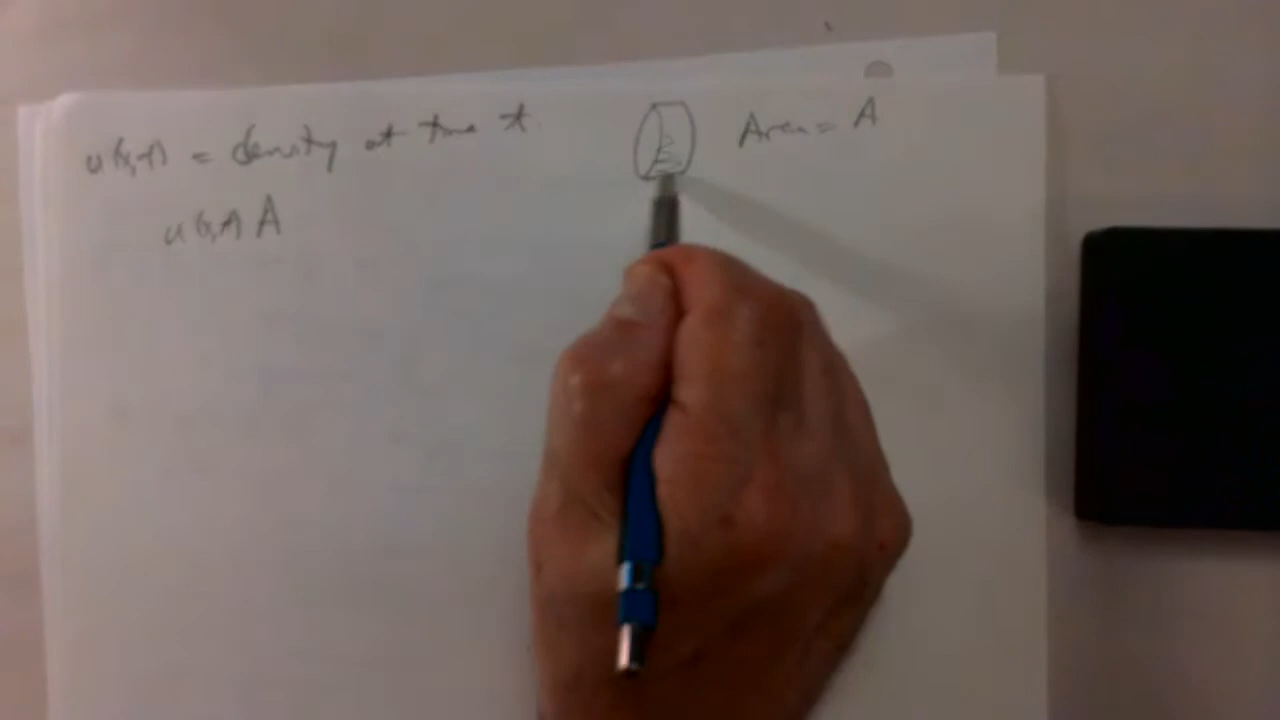 u(x,t) = density at time t
Area = A
u(x,t) A